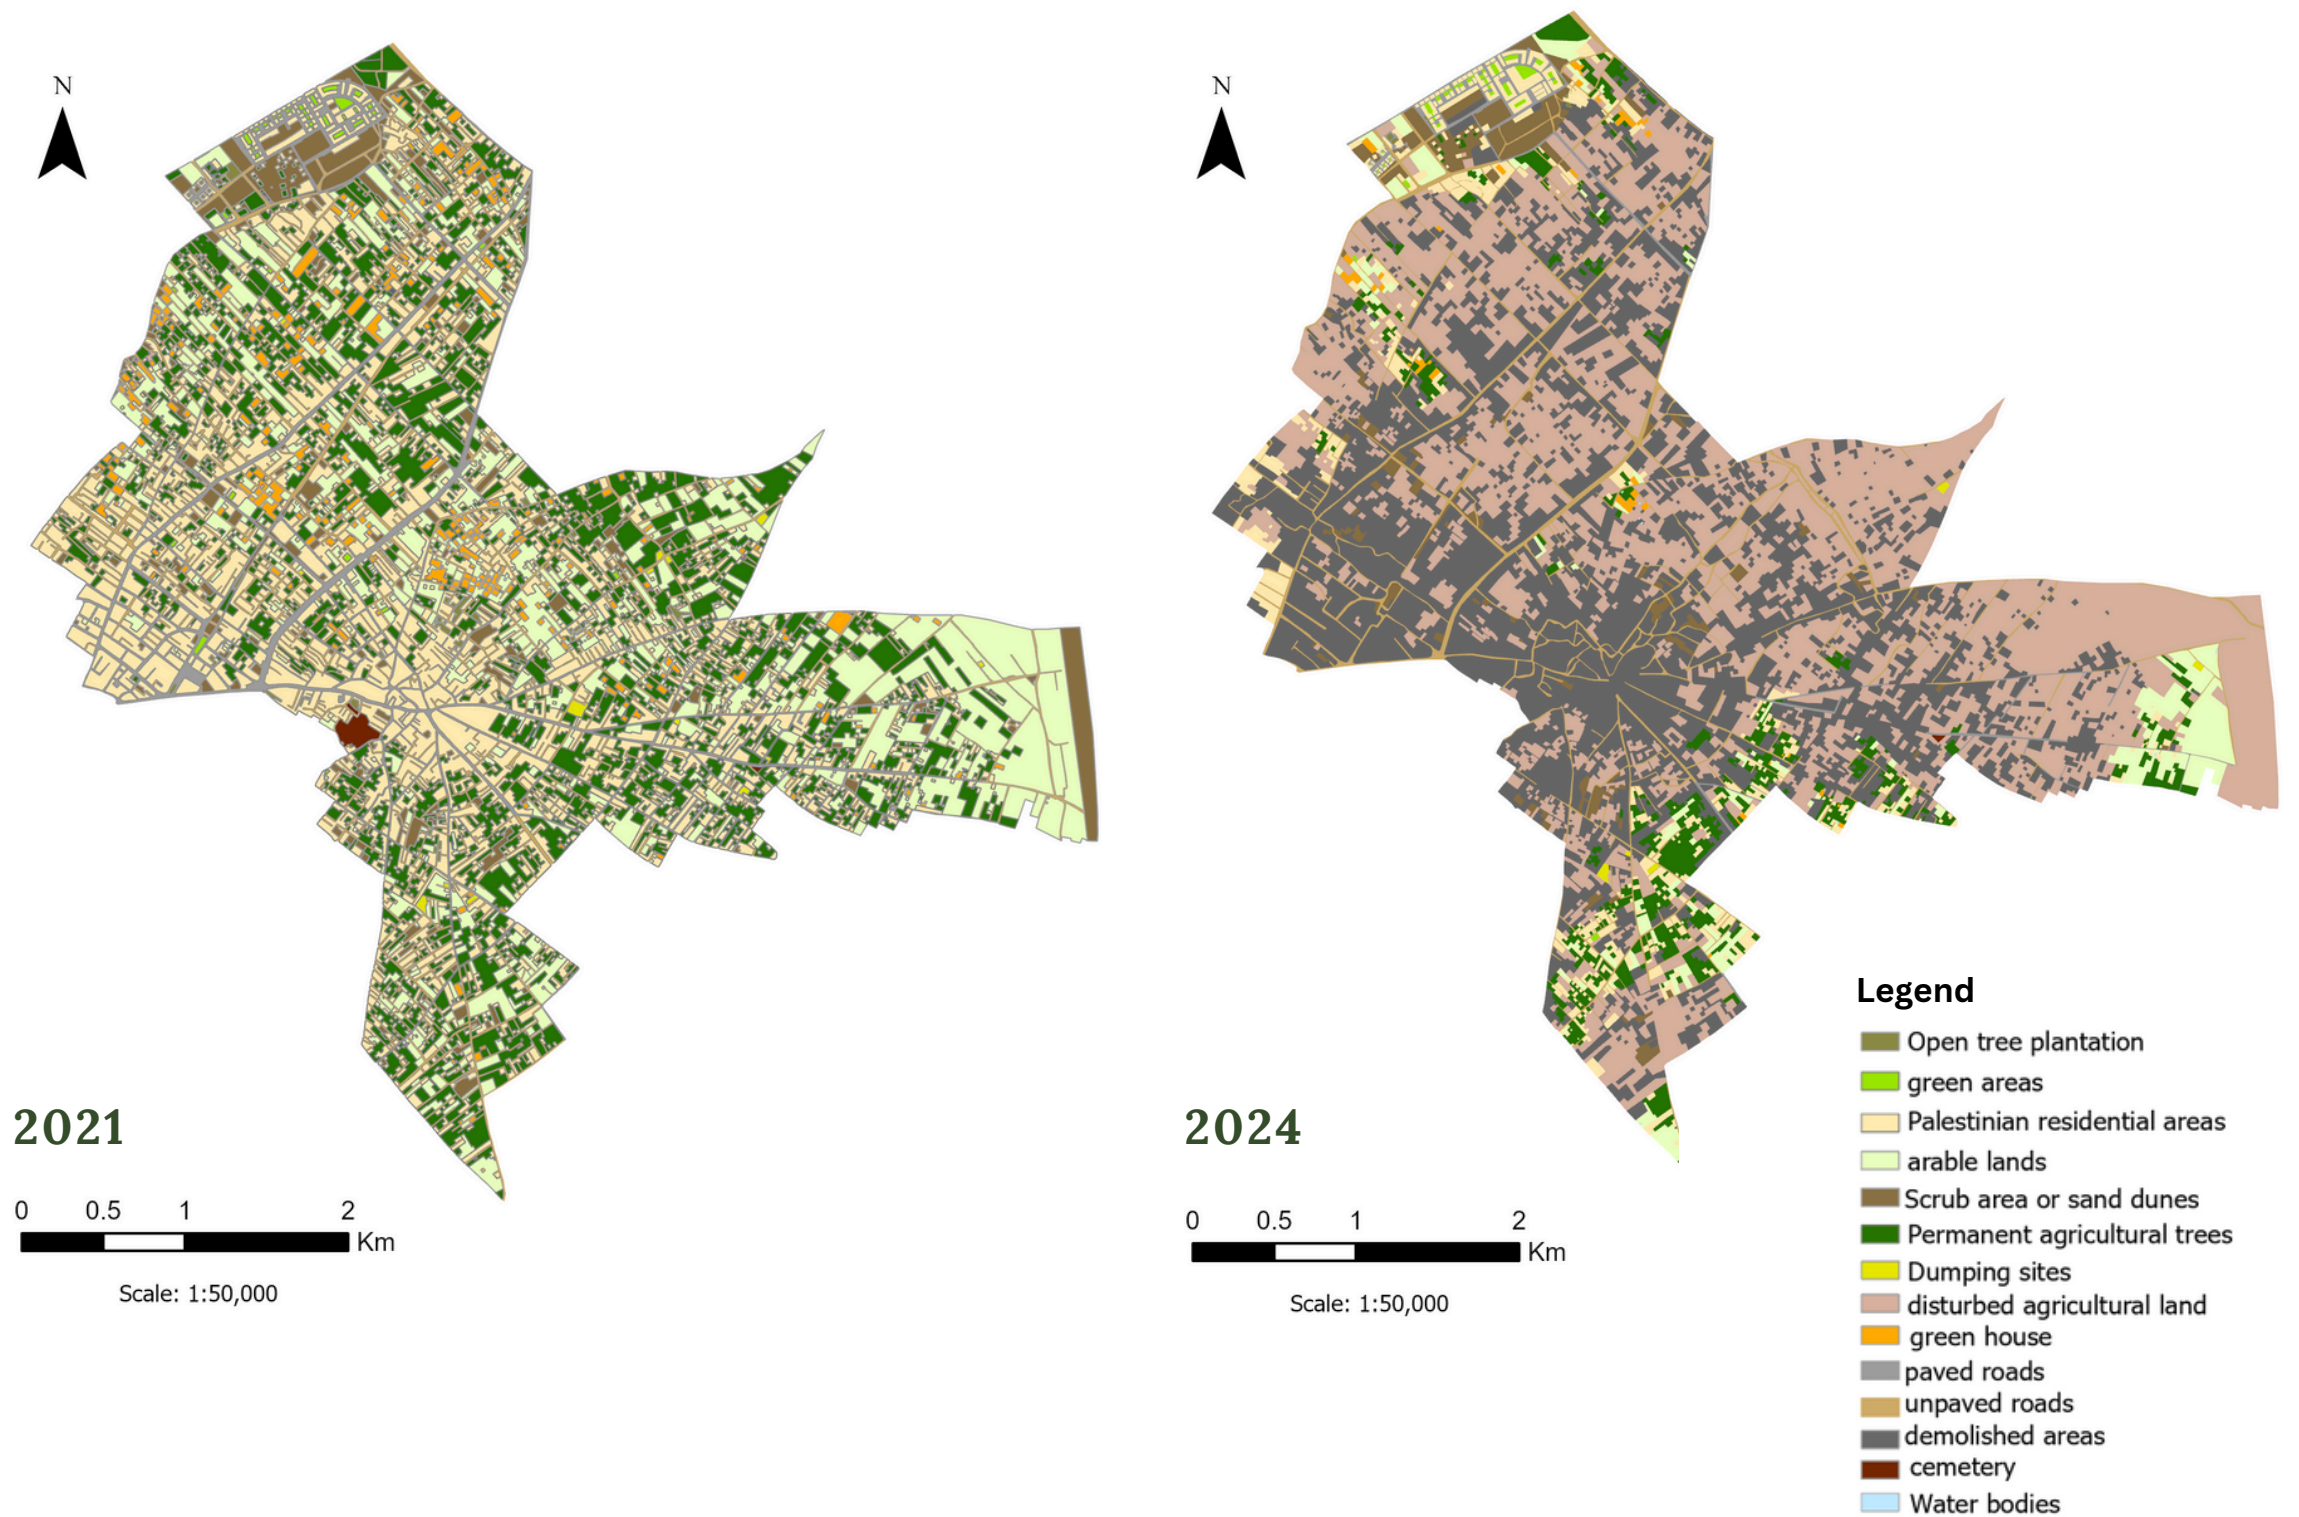 N
2021
0 0.5 1 2
Km
Scale: 1:50,000
N
2024
0 0.5 1 2
Km
Scale: 1:50,000
Legend
Open tree plantation
green areas
Palestinian residential areas
arable lands
Scrub area or sand dunes
Permanent agricultural trees
Dumping sites
disturbed agricultural land
green house
paved roads
unpaved roads
demolished areas
cemetery
Water bodies